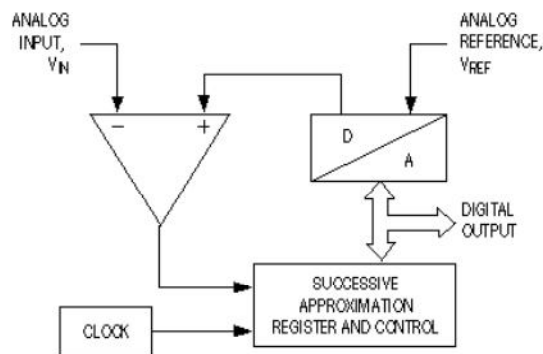 ANALOG
INPUT,
VIN
ANALOG
REFERENCE,
VREF
–
+
D
A
DIGITAL
OUTPUT
SUCCESSIVE
APPROXIMATION
REGISTER AND CONTROL
CLOCK